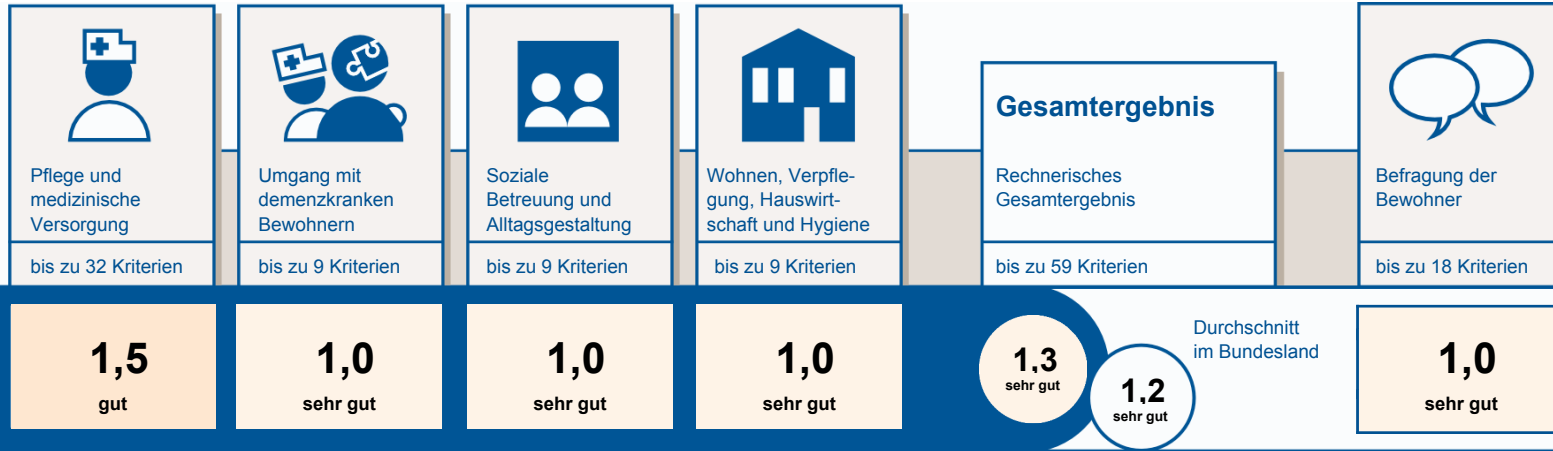 Pflege und
medizinische
Versorgung
bis zu 32 Kriterien
1,5
gut
Umgang mit
demenzkranken
Bewohnern
bis zu 9 Kriterien
1,0
sehr gut
Soziale
Betreuung und
Alltagsgestaltung
bis zu 9 Kriterien
1,0
sehr gut
Wohnen, Verpfle-
gung, Hauswirt-
schaft und Hygiene
bis zu 9 Kriterien
1,0
sehr gut
Gesamtergebnis
Rechnerisches
Gesamtergebnis
bis zu 59 Kriterien
1,3
sehr gut
Durchschnitt
im Bundesland
1,2
sehr gut
Befragung der
Bewohner
bis zu 18 Kriterien
1,0
sehr gut